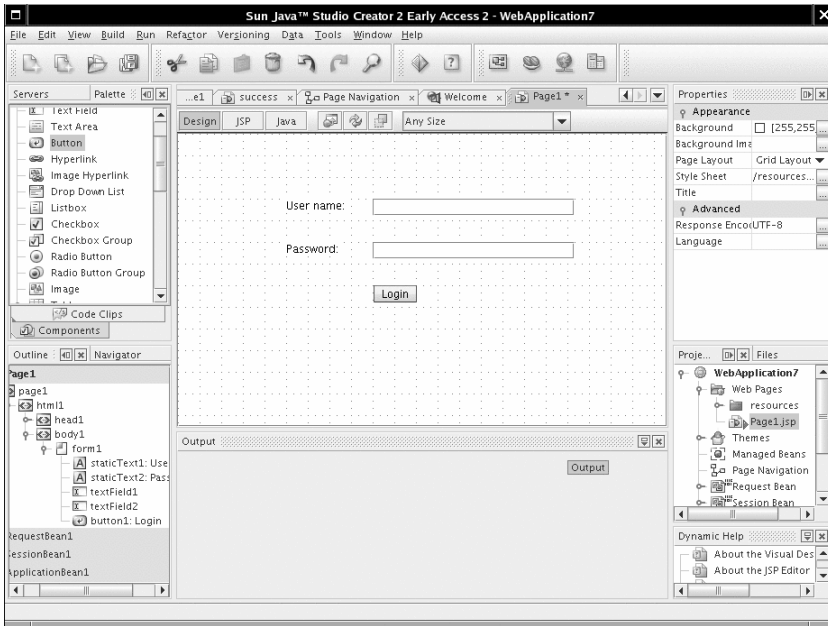 Sun Java™ Studio Creator 2 Early Access 2 - WebApplication7
File Edit View Build Run Refactor Versioning Data Tools Window Help
Servers Palette
Text Field
Text Area
Button
Hyperlink
Image Hyperlink
Drop Down List
Listbox
Checkbox
Checkbox Group
Radio Button
Radio Button Group
Image
Code Clips
Components
...e1 success x Page Navigation x Welcome x Page1 * x
Design JSP Java Any Size
User name:
Password:
Login
Properties
Appearance
Background [255,255 ...
Background Ima ...
Page Layout Grid Layout
Style Sheet /resources... ...
Title ...
Advanced
Response Enco UTF-8 ...
Language ...
Outline Navigator
Page1
page1
html1
head1
body1
form1
staticText1: Use
staticText2: Pass
textField1
textField2
button1: Login
RequestBean1
SessionBean1
ApplicationBean1
Output
Output
Proje... Files
WebApplication7
Web Pages
resources
Page1.jsp
Themes
Managed Beans
Page Navigation
Request Bean
Session Bean
Dynamic Help
About the Visual Des
About the JSP Editor